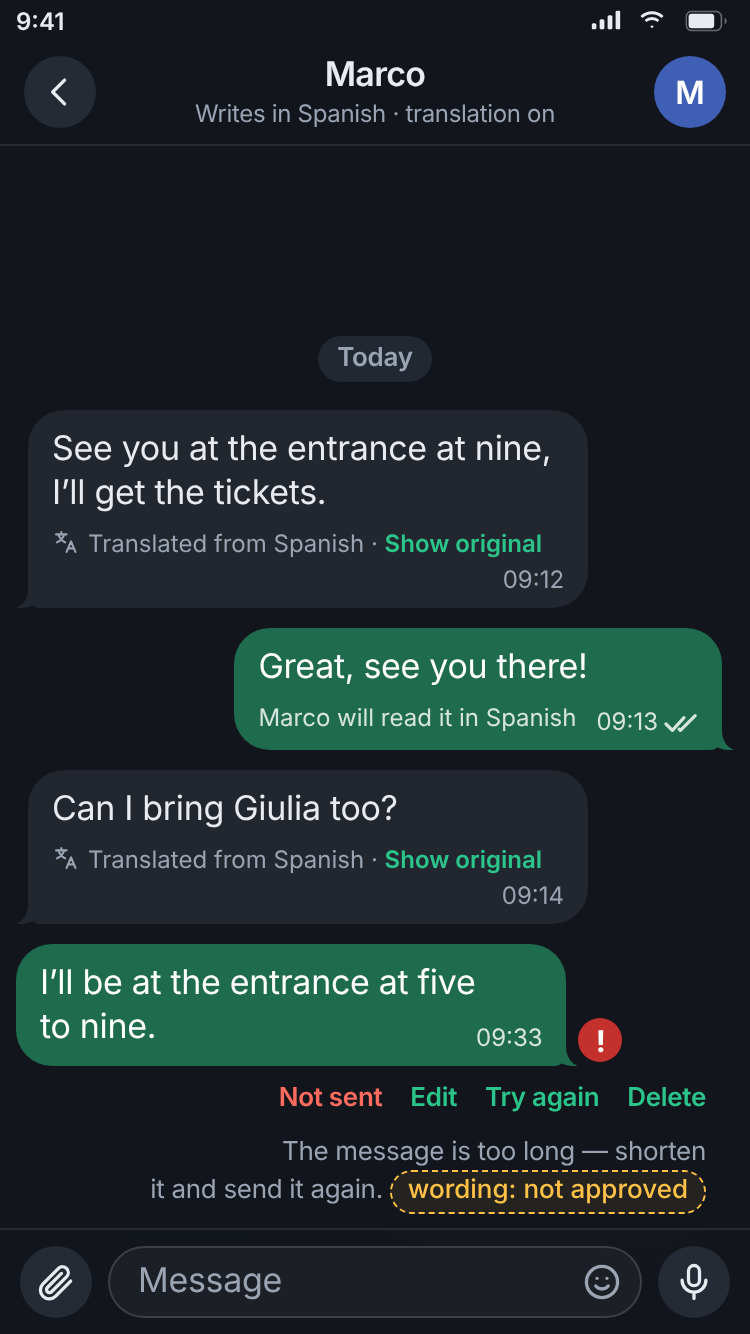 9:41
Marco
Writes in Spanish · translation on
M
Today
See you at the entrance at nine,
I’ll get the tickets.
Translated from Spanish · Show original
09:12
Great, see you there!
Marco will read it in Spanish 09:13
Can I bring Giulia too?
Translated from Spanish · Show original
09:14
I’ll be at the entrance at five
to nine. 09:33
!
Not sent Edit Try again Delete
The message is too long — shorten
it and send it again. wording: not approved
Message